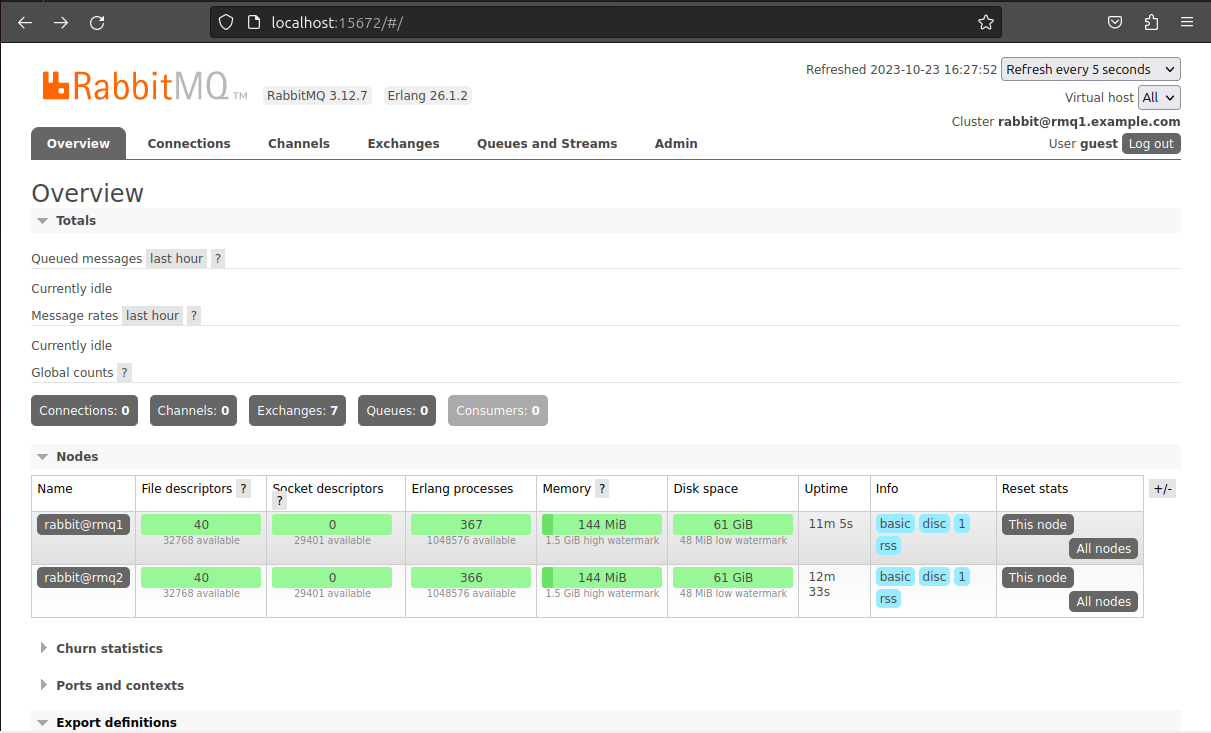 localhost:15672/#/
Refreshed 2023-10-23 16:27:52 Refresh every 5 seconds
RabbitMQ TM RabbitMQ 3.12.7 Erlang 26.1.2
Virtual host All
Cluster rabbit@rmq1.example.com
Overview Connections Channels Exchanges Queues and Streams Admin User guest Log out
Overview
Totals
Queued messages last hour ?
Currently idle
Message rates last hour ?
Currently idle
Global counts ?
Connections: 0 Channels: 0 Exchanges: 7 Queues: 0 Consumers: 0
Nodes
Name File descriptors ? Socket descriptors ? Erlang processes Memory ? Disk space Uptime Info Reset stats +/-
rabbit@rmq1 40 0 367 144 MiB 61 GiB 11m 5s basic disc 1 This node
32768 available 29401 available 1048576 available 1.5 GiB high watermark 48 MiB low watermark rss All nodes
rabbit@rmq2 40 0 366 144 MiB 61 GiB 12m basic disc 1 This node
32768 available 29401 available 1048576 available 1.5 GiB high watermark 48 MiB low watermark 33s rss All nodes
Churn statistics
Ports and contexts
Export definitions